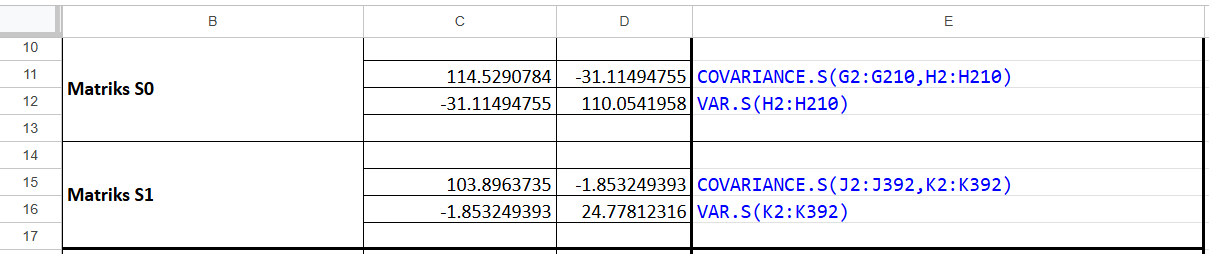 B C D E
10
11 114.5290784 -31.11494755 COVARIANCE.S(G2:G210,H2:H210)
Matriks S0
12 -31.11494755 110.0541958 VAR.S(H2:H210)
13
14
15 103.8963735 -1.853249393 COVARIANCE.S(J2:J392,K2:K392)
Matriks S1
16 -1.853249393 24.77812316 VAR.S(K2:K392)
17